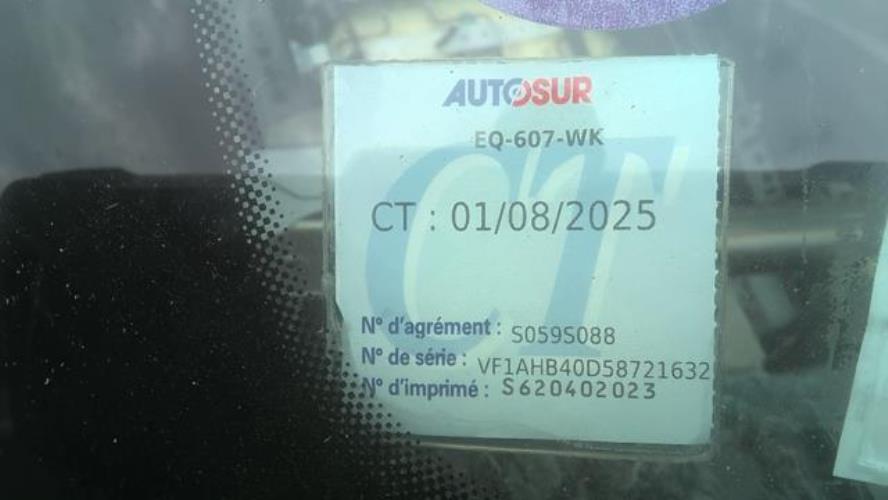 AUTOSUR
EQ-607-WK
CT
CT : 01/08/2025
N° d'agrément : S059S088
N° de série : VF1AHB40D58721632
N° d'imprimé : S620402023